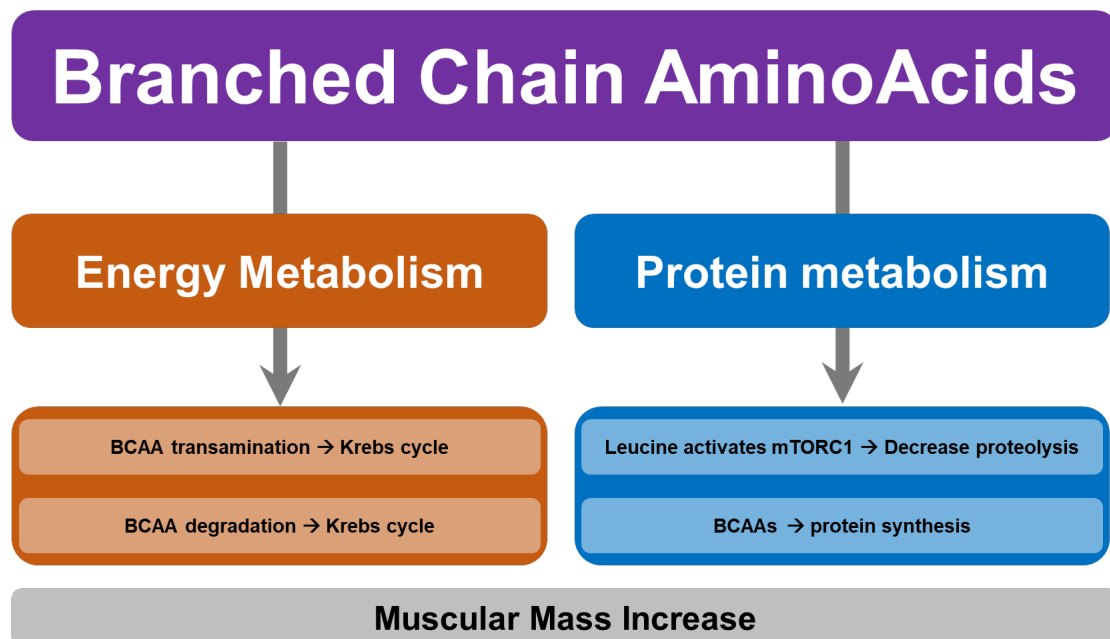 Branched Chain AminoAcids
Energy Metabolism
Protein metabolism
BCAA transamination → Krebs cycle
BCAA degradation → Krebs cycle
Leucine activates mTORC1 → Decrease proteolysis
BCAAs → protein synthesis
Muscular Mass Increase